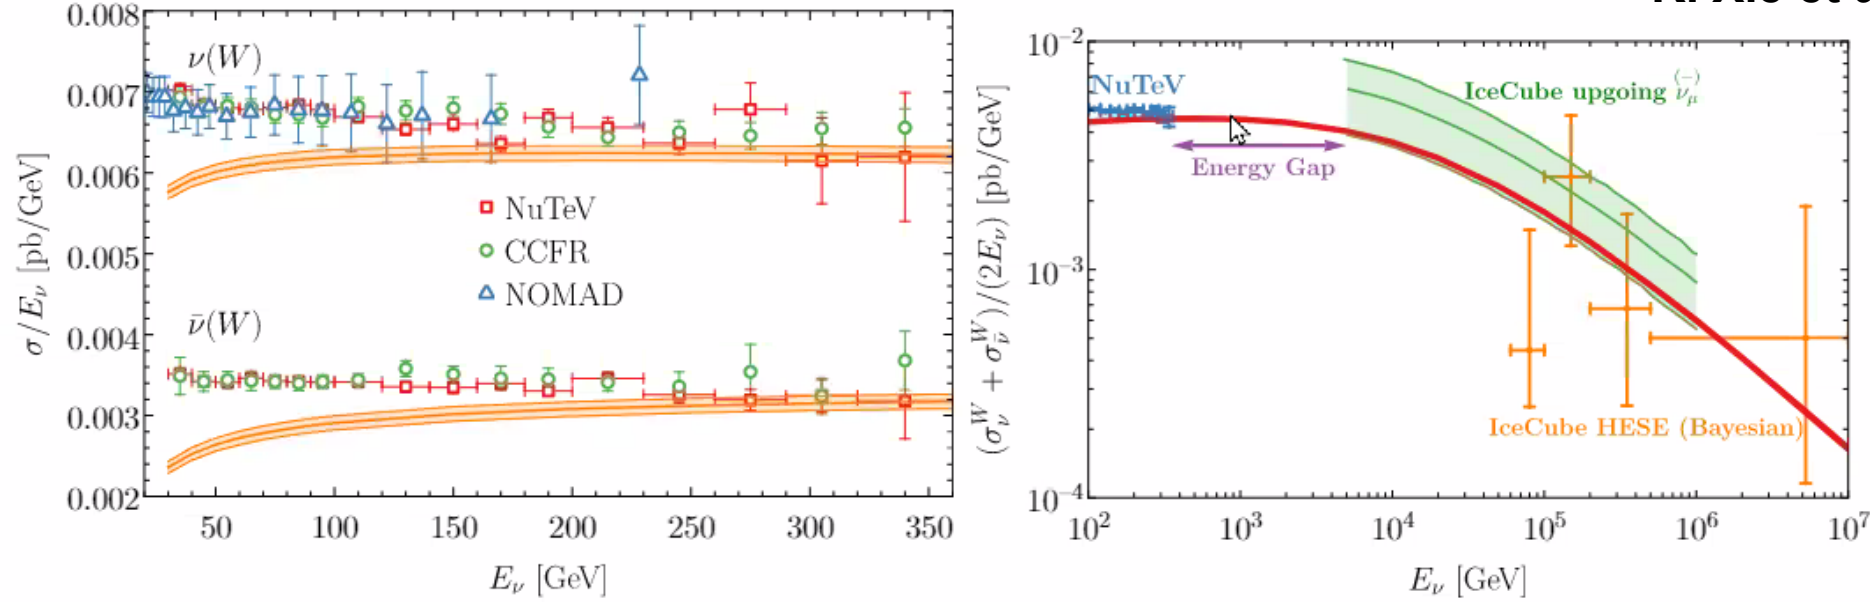 0.008
0.007
0.006
0.005
0.004
0.003
0.002
σ/E_ν [pb/GeV]
ν(W)
NuTeV
CCFR
NOMAD
ν̄(W)
50 100 150 200 250 300 350
E_ν [GeV]
10^−2
10^−3
10^−4
(σ_ν^W + σ_ν̄^W)/(2E_ν) [pb/GeV]
NuTeV
IceCube upgoing ν_μ^(−)
Energy Gap
IceCube HESE (Bayesian)
10^2 10^3 10^4 10^5 10^6 10^7
E_ν [GeV]